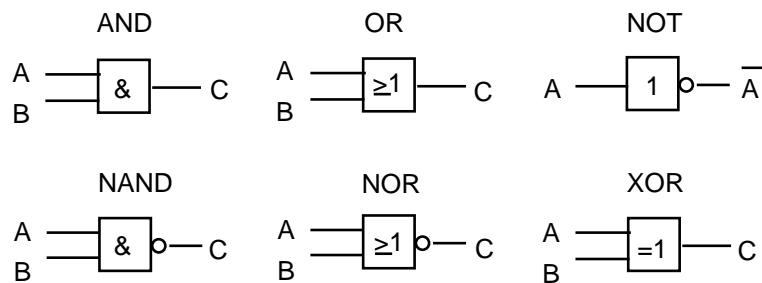 AND OR NOT
A & C
B
A ≥1 C
B
A 1 A̅
NAND NOR XOR
A & C
B
A ≥1 C
B
A =1 C
B